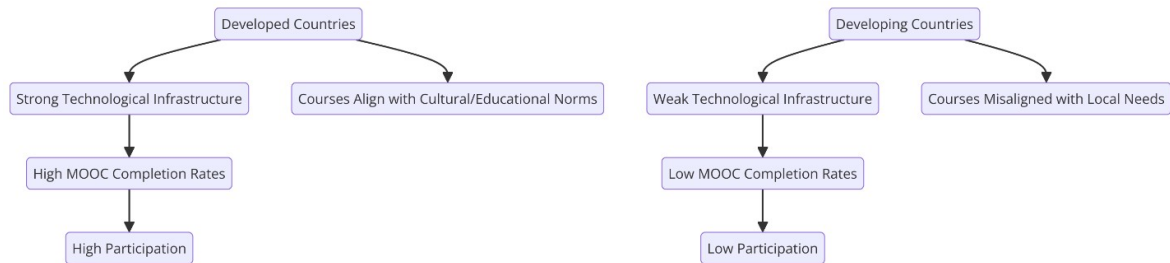 Developed Countries
Developing Countries
Strong Technological Infrastructure
Courses Align with Cultural/Educational Norms
Weak Technological Infrastructure
Courses Misaligned with Local Needs
High MOOC Completion Rates
Low MOOC Completion Rates
High Participation
Low Participation